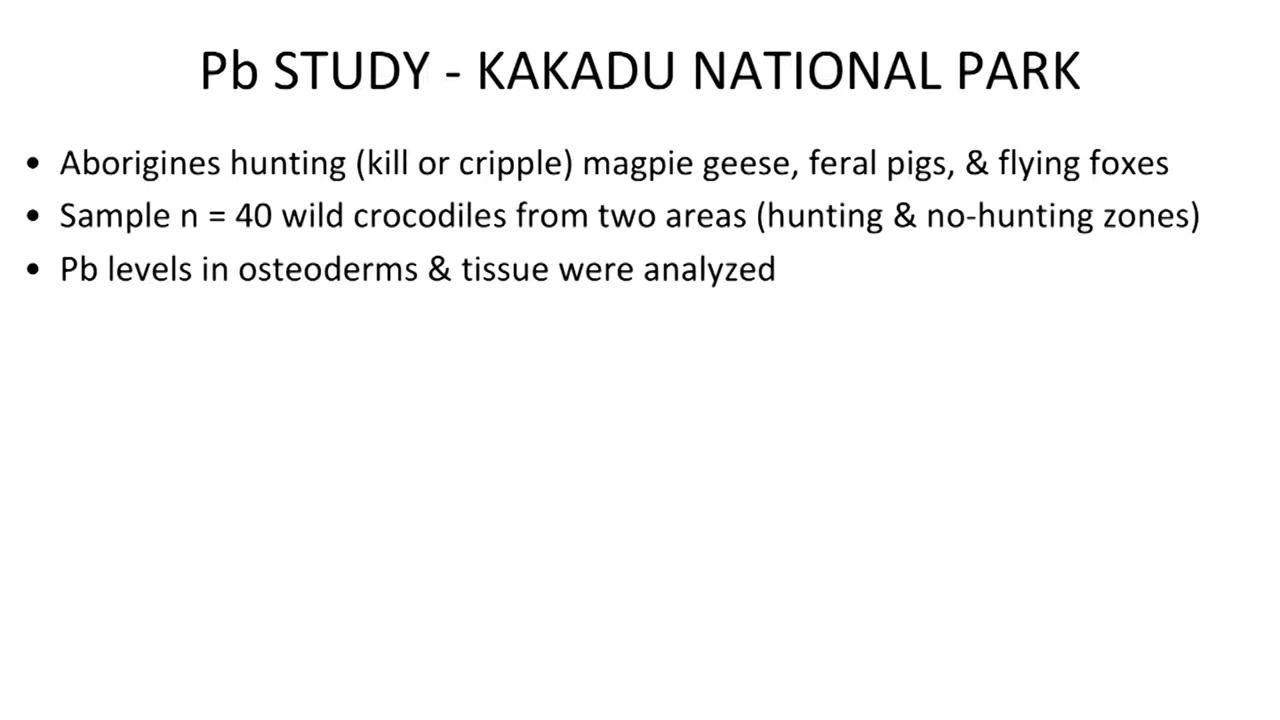 Pb STUDY - KAKADU NATIONAL PARK
• Aborigines hunting (kill or cripple) magpie geese, feral pigs, & flying foxes
• Sample n = 40 wild crocodiles from two areas (hunting & no-hunting zones)
• Pb levels in osteoderms & tissue were analyzed